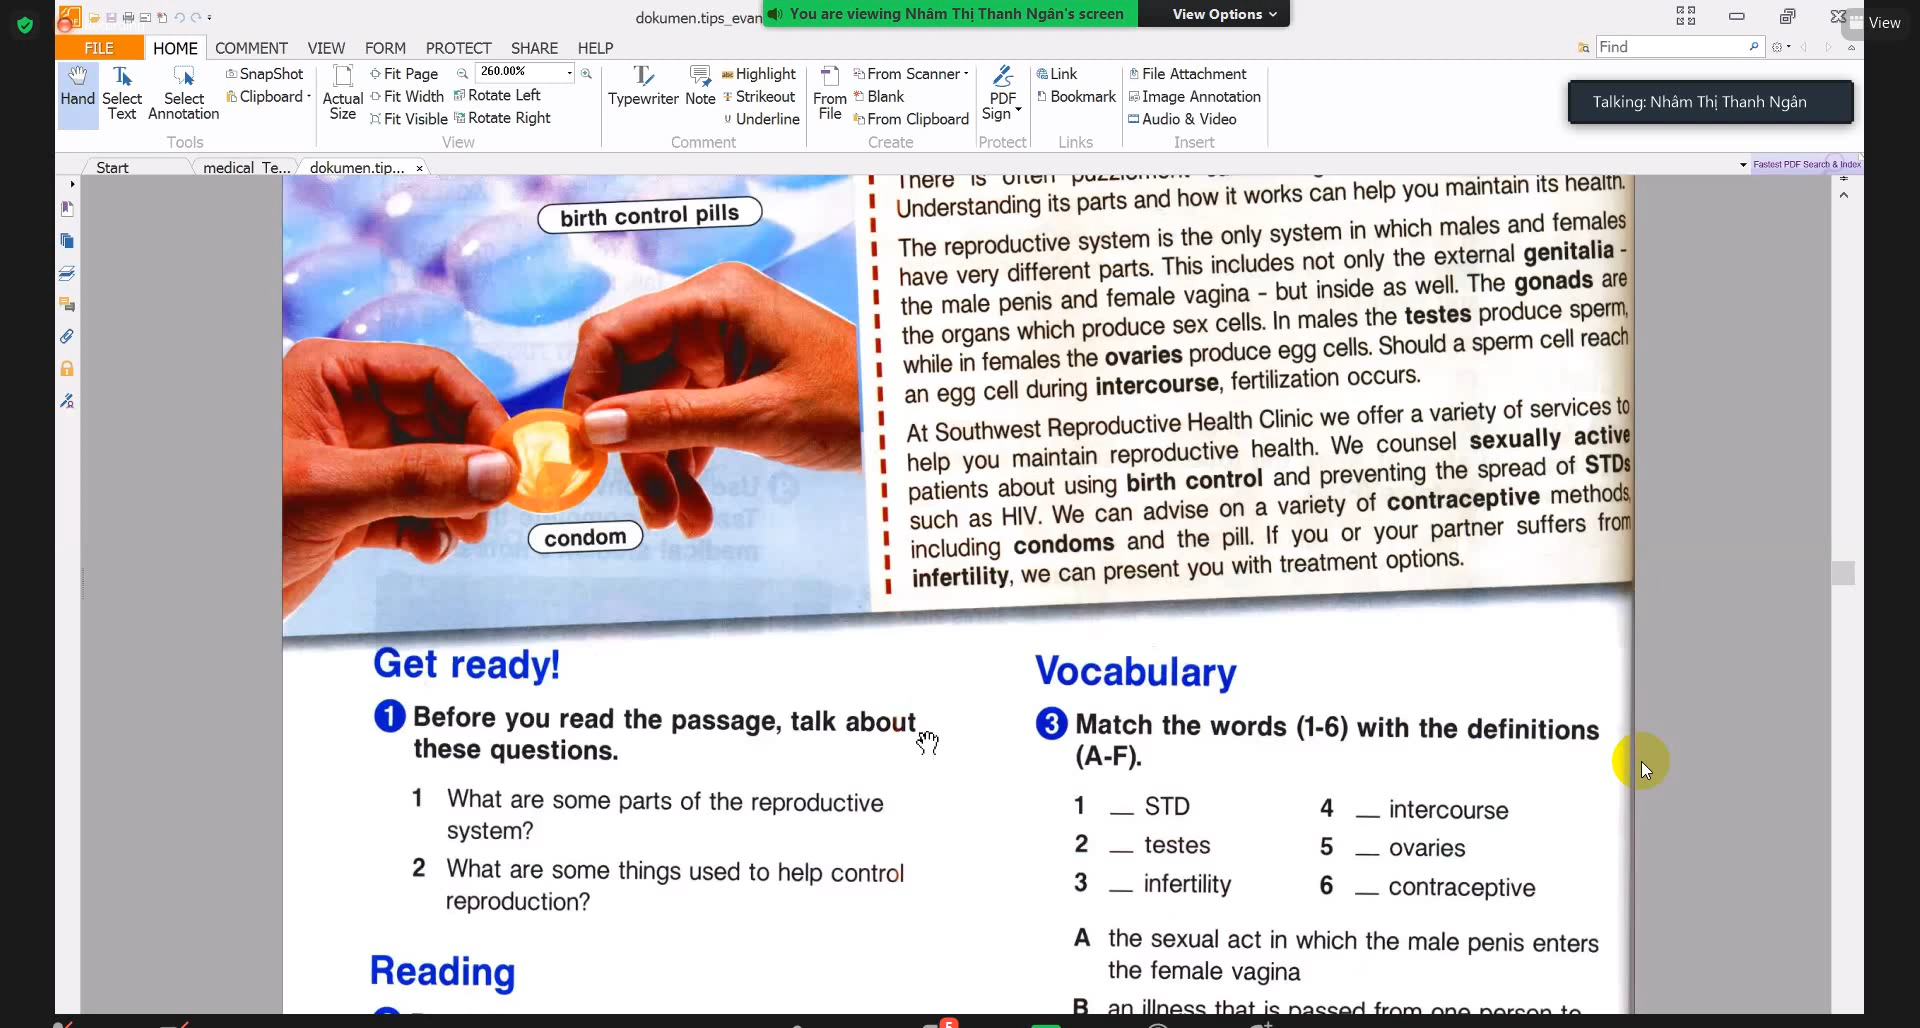 dokumen.tips_evan
You are viewing Nhâm Thị Thanh Ngân's screen
View Options
View
FILE
HOME
COMMENT
VIEW
FORM
PROTECT
SHARE
HELP
Find
Hand
Select Text
Select Annotation
SnapShot
Clipboard
Tools
Actual Size
Fit Page
Fit Width
Fit Visible
260.00%
Rotate Left
Rotate Right
View
Typewriter
Note
Highlight
Strikeout
Underline
Comment
From File
From Scanner
Blank
From Clipboard
Create
PDF Sign
Protect
Link
Bookmark
Links
File Attachment
Image Annotation
Audio & Video
Insert
Talking: Nhâm Thị Thanh Ngân
Start
medical_Te...
dokumen.tip...
Fastest PDF Search & Index
birth control pills
condom
There is often puzzlement
Understanding its parts and how it works can help you maintain its health.
The reproductive system is the only system in which males and females
have very different parts. This includes not only the external genitalia -
the male penis and female vagina - but inside as well. The gonads are
the organs which produce sex cells. In males the testes produce sperm,
while in females the ovaries produce egg cells. Should a sperm cell reach
an egg cell during intercourse, fertilization occurs.
At Southwest Reproductive Health Clinic we offer a variety of services to
help you maintain reproductive health. We counsel sexually active
patients about using birth control and preventing the spread of STDs
such as HIV. We can advise on a variety of contraceptive methods,
including condoms and the pill. If you or your partner suffers from
infertility, we can present you with treatment options.
Get ready!
1 Before you read the passage, talk about
these questions.
1 What are some parts of the reproductive
system?
2 What are some things used to help control
reproduction?
Reading
Vocabulary
3 Match the words (1-6) with the definitions
(A-F).
1 __ STD
2 __ testes
3 __ infertility
4 __ intercourse
5 __ ovaries
6 __ contraceptive
A the sexual act in which the male penis enters
the female vagina
B an illness that is passed from one person to
5